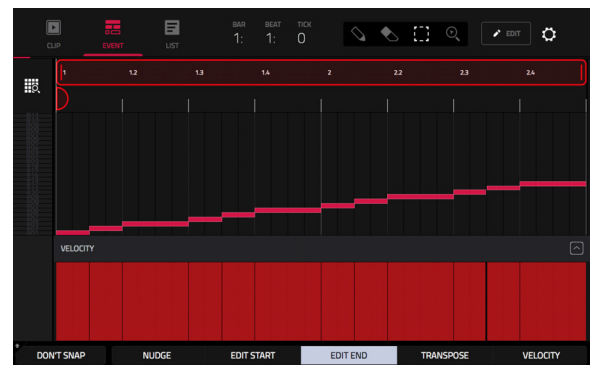 BAR BEAT TICK
1: 1: 0
EDIT
CLIP EVENT LIST
1 1.2 1.3 1.4 2 2.2 2.3 2.4
VELOCITY
DON'T SNAP NUDGE EDIT START EDIT END TRANSPOSE VELOCITY